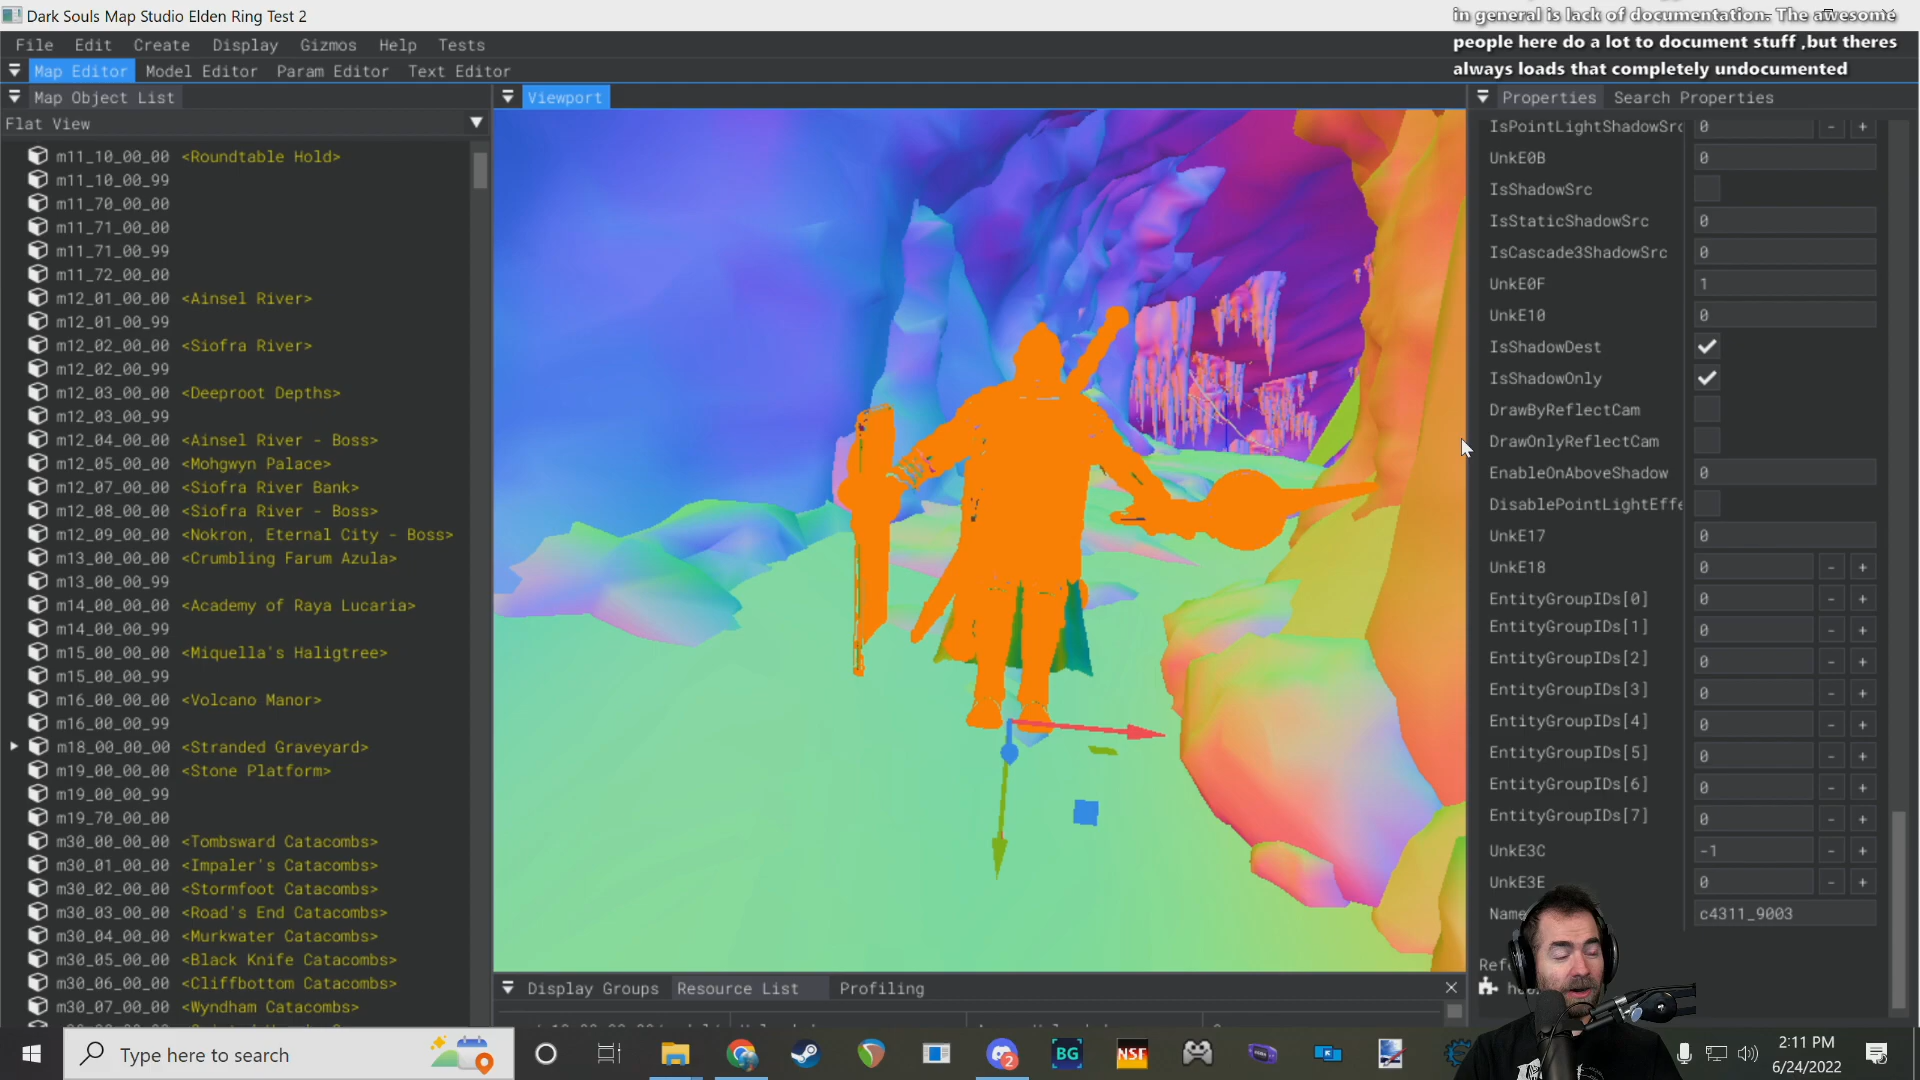 Dark Souls Map Studio Elden Ring Test 2
in general is lack of documentation. The awesome
people here do a lot to document stuff ,but theres
always loads that completely undocumented
File Edit Create Display Gizmos Help Tests
Map Editor Model Editor Param Editor Text Editor
Map Object List
Flat View
m11_10_00_00 <Roundtable Hold>
m11_10_00_99
m11_70_00_00
m11_71_00_00
m11_71_00_99
m11_72_00_00
m12_01_00_00 <Ainsel River>
m12_01_00_99
m12_02_00_00 <Siofra River>
m12_02_00_99
m12_03_00_00 <Deeproot Depths>
m12_03_00_99
m12_04_00_00 <Ainsel River - Boss>
m12_05_00_00 <Mohgwyn Palace>
m12_07_00_00 <Siofra River Bank>
m12_08_00_00 <Siofra River - Boss>
m12_09_00_00 <Nokron, Eternal City - Boss>
m13_00_00_00 <Crumbling Farum Azula>
m13_00_00_99
m14_00_00_00 <Academy of Raya Lucaria>
m14_00_00_99
m15_00_00_00 <Miquella's Haligtree>
m15_00_00_99
m16_00_00_00 <Volcano Manor>
m16_00_00_99
m18_00_00_00 <Stranded Graveyard>
m19_00_00_00 <Stone Platform>
m19_00_00_99
m19_70_00_00
m30_00_00_00 <Tombsward Catacombs>
m30_01_00_00 <Impaler's Catacombs>
m30_02_00_00 <Stormfoot Catacombs>
m30_03_00_00 <Road's End Catacombs>
m30_04_00_00 <Murkwater Catacombs>
m30_05_00_00 <Black Knife Catacombs>
m30_06_00_00 <Cliffbottom Catacombs>
m30_07_00_00 <Wyndham Catacombs>
Viewport
Display Groups Resource List Profiling
Properties Search Properties
IsPointLightShadowSrc 0 - +
UnkE0B 0
IsShadowSrc
IsStaticShadowSrc 0
IsCascade3ShadowSrc 0
UnkE0F 1
UnkE10 0
IsShadowDest
IsShadowOnly
DrawByReflectCam
DrawOnlyReflectCam
EnableOnAboveShadow 0
DisablePointLightEffe
UnkE17 0
UnkE18 0 - +
EntityGroupIDs[0] 0 - +
EntityGroupIDs[1] 0 - +
EntityGroupIDs[2] 0 - +
EntityGroupIDs[3] 0 - +
EntityGroupIDs[4] 0 - +
EntityGroupIDs[5] 0 - +
EntityGroupIDs[6] 0 - +
EntityGroupIDs[7] 0 - +
UnkE3C -1 - +
UnkE3E 0 - +
Name c4311_9003
Type here to search
2
BG
NSF
2:11 PM
6/24/2022